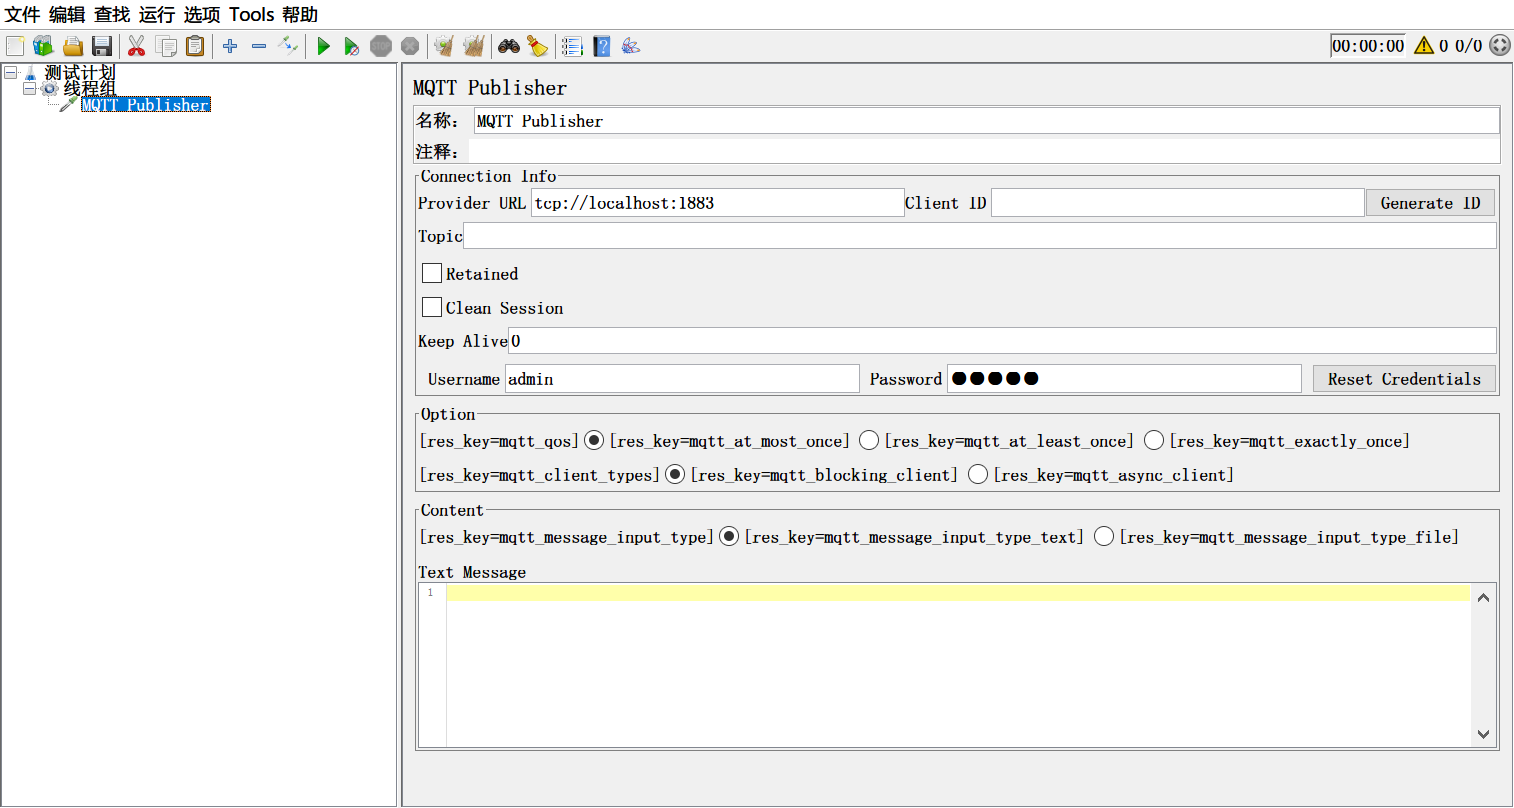 文件 编辑 查找 运行 选项 Tools 帮助
STOP 00:00:00 0 0/0
测试计划
线程组
MQTT Publisher
MQTT Publisher
名称： MQTT Publisher
注释：
Connection Info
Provider URL tcp://localhost:1883 Client ID Generate ID
Topic
Retained
Clean Session
Keep Alive 0
Username admin Password ●●●●● Reset Credentials
Option
[res_key=mqtt_qos] [res_key=mqtt_at_most_once] [res_key=mqtt_at_least_once] [res_key=mqtt_exactly_once]
[res_key=mqtt_client_types] [res_key=mqtt_blocking_client] [res_key=mqtt_async_client]
Content
[res_key=mqtt_message_input_type] [res_key=mqtt_message_input_type_text] [res_key=mqtt_message_input_type_file]
Text Message
1